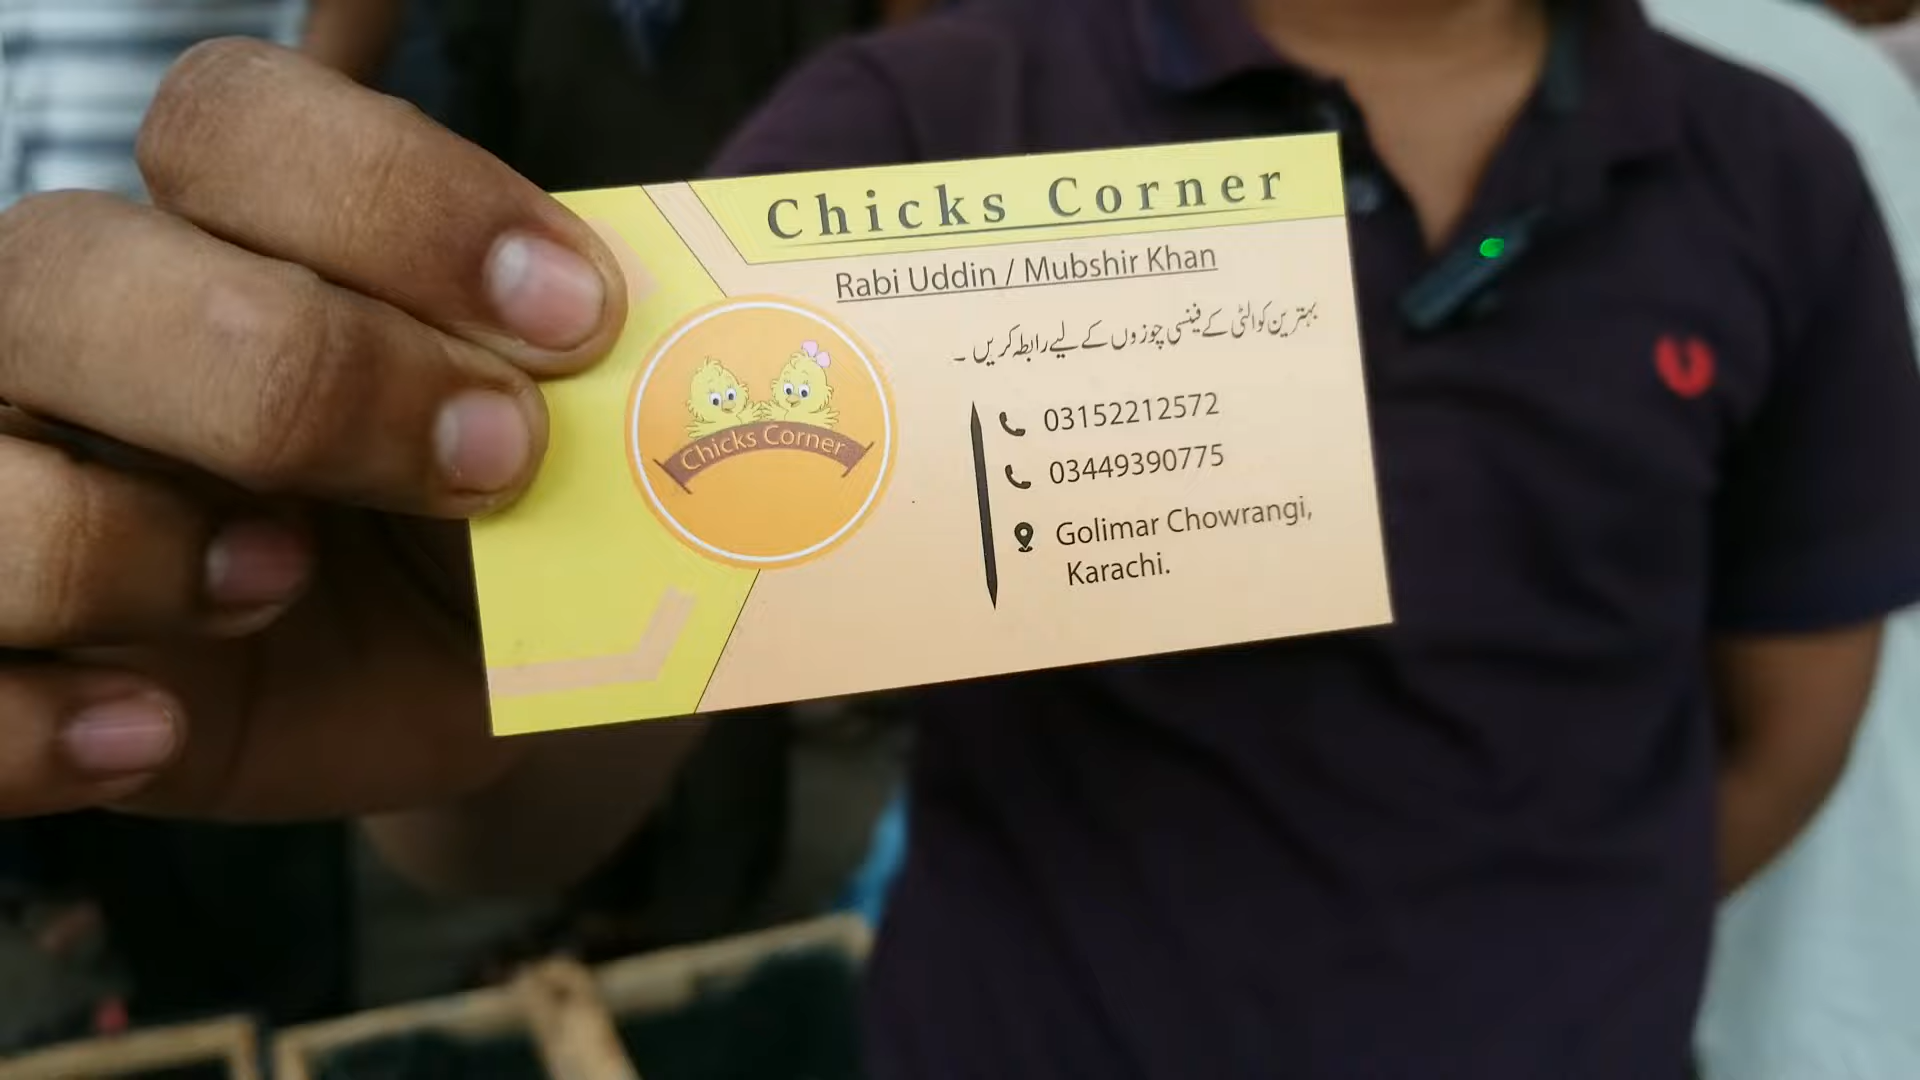 Chicks Corner
Rabi Uddin / Mubshir Khan
بہترین کوالٹی کے فینسی چوزوں کے لیے رابطہ کریں ۔
Chicks Corner
03152212572
03449390775
Golimar Chowrangi,
Karachi.